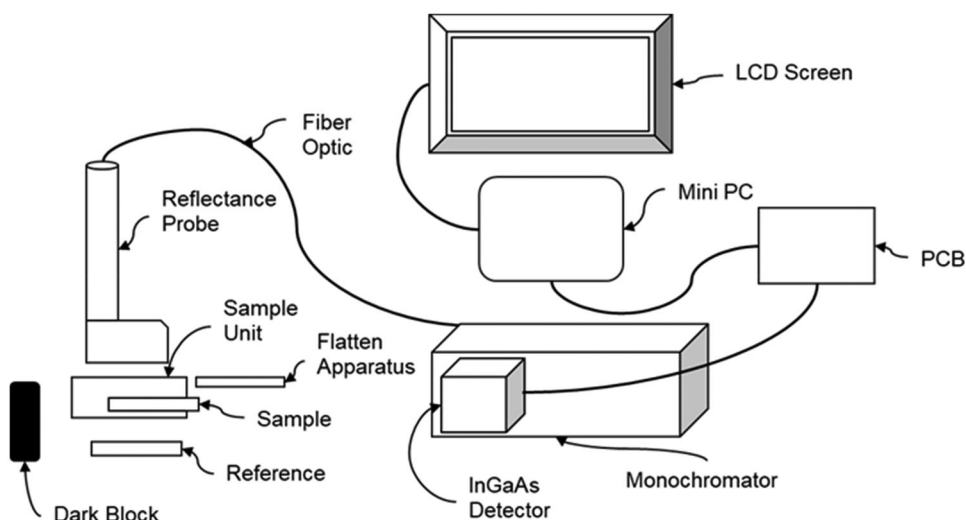 LCD Screen
Fiber
Optic
Mini PC
Reflectance
Probe
PCB
Sample
Unit
Flatten
Apparatus
Sample
Reference
Monochromator
InGaAs
Detector
Dark Block